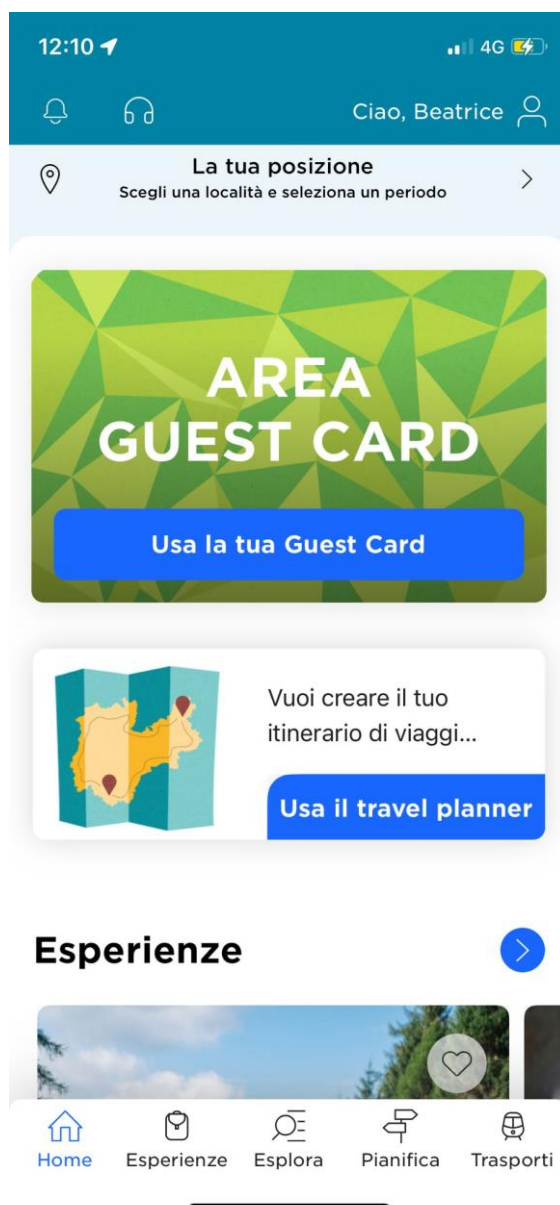 12:10
4G
Ciao, Beatrice
La tua posizione
Scegli una località e seleziona un periodo
AREA
GUEST CARD
Usa la tua Guest Card
Vuoi creare il tuo
itinerario di viaggi...
Usa il travel planner
Esperienze
Home Esperienze Esplora Pianifica Trasporti